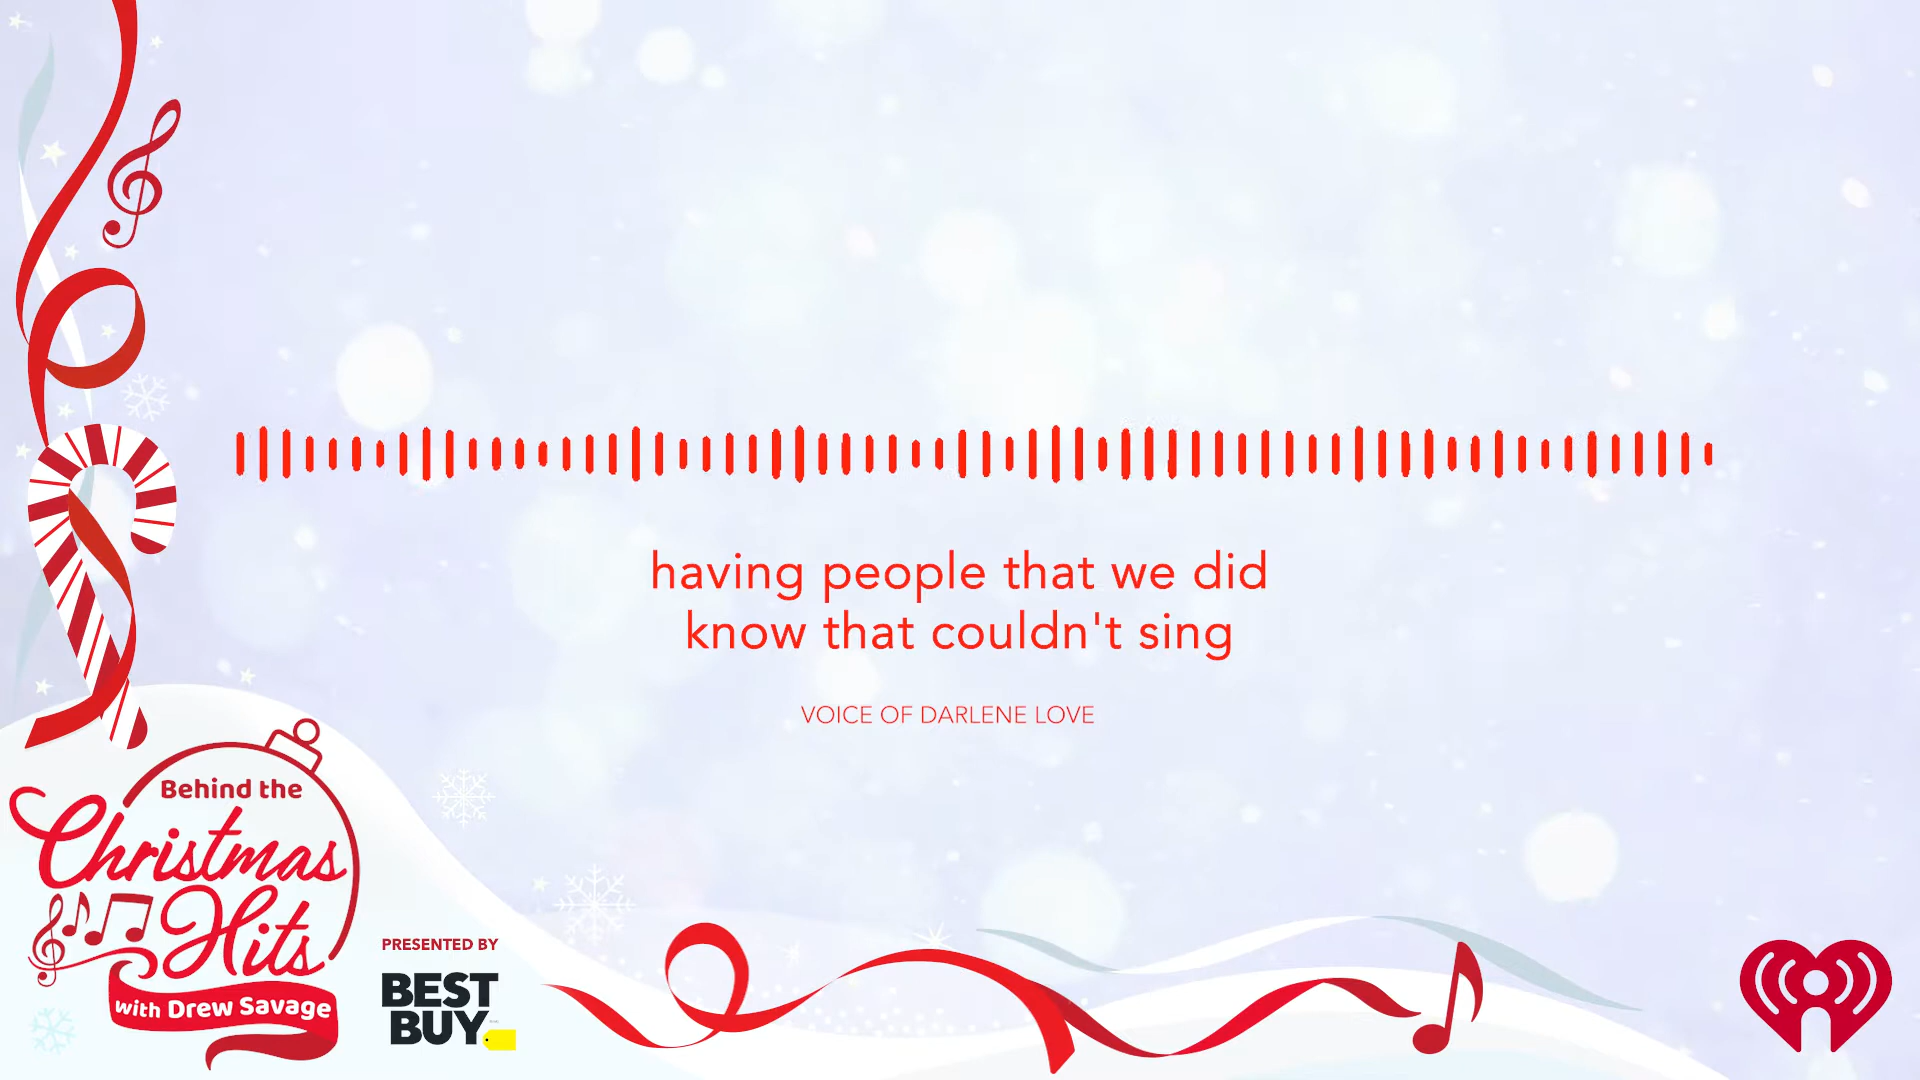 having people that we did
know that couldn't sing
VOICE OF DARLENE LOVE
Behind the
Christmas
Hits
with Drew Savage
PRESENTED BY
BEST
BUY